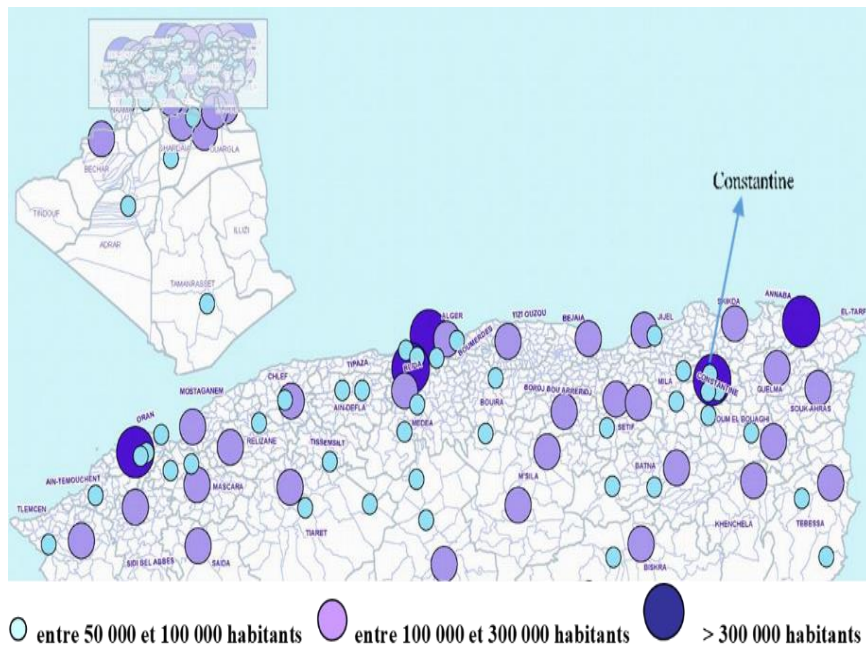 BECHAR
OUARGLA
TINDOUF
ADRAR
ILLIZI
TAMANRASSET
Constantine
ALGER
TIZI OUZOU
BEJAIA
JIJEL
SKIKDA
ANNABA
EL-TARF
BOUMERDES
TIPAZA
BLIDA
CHLEF
MOSTAGANEM
AIN-DEFLA
BOUIRA
BORDJ BOU ARRERIDJ
MILA
CONSTANTINE
GUELMA
ORAN
RELIZANE
TISSEMSILT
MEDEA
SETIF
OUM EL BOUAGHI
SOUK-AHRAS
AIN-TEMOUCHENT
MASCARA
M'SILA
BATNA
TLEMCEN
TIARET
KHENCHELA
TEBESSA
SIDI BEL ABBES
SAIDA
BISKRA
entre 50 000 et 100 000 habitants entre 100 000 et 300 000 habitants > 300 000 habitants